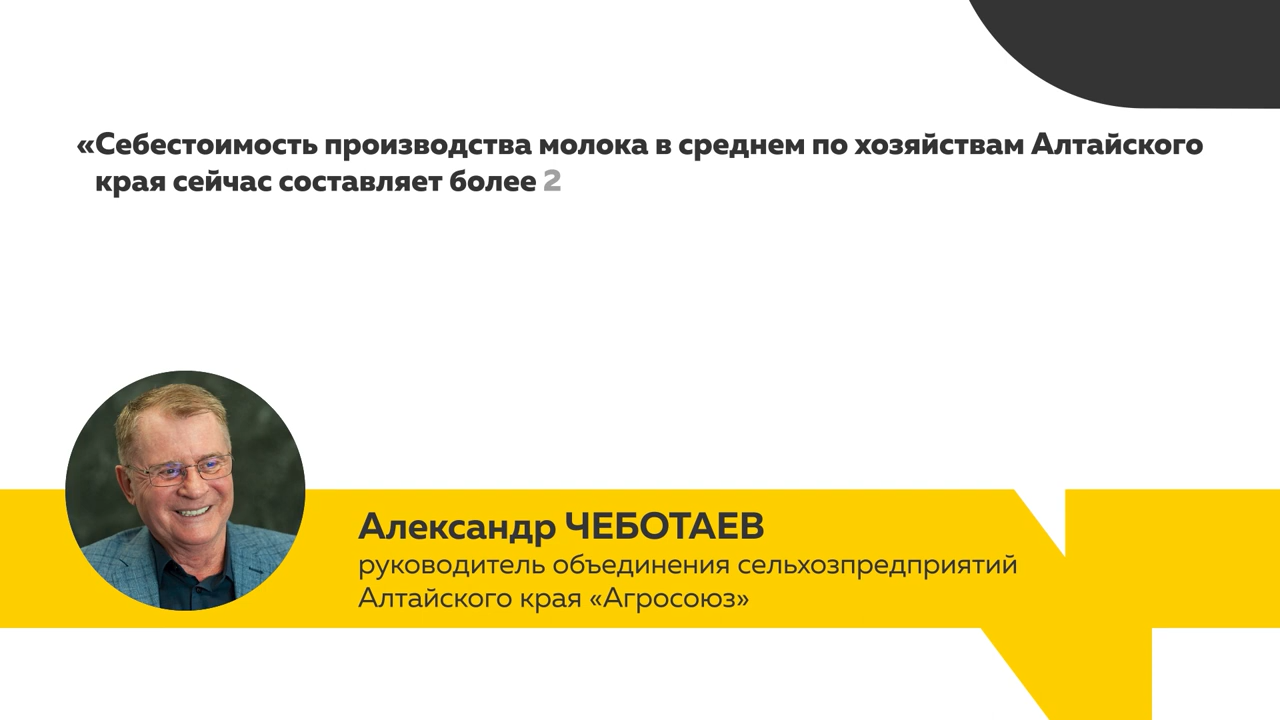 «Себестоимость производства молока в среднем по хозяйствам Алтайского
края сейчас составляет более 2
Александр ЧЕБОТАЕВ
руководитель объединения сельхозпредприятий
Алтайского края «Агросоюз»